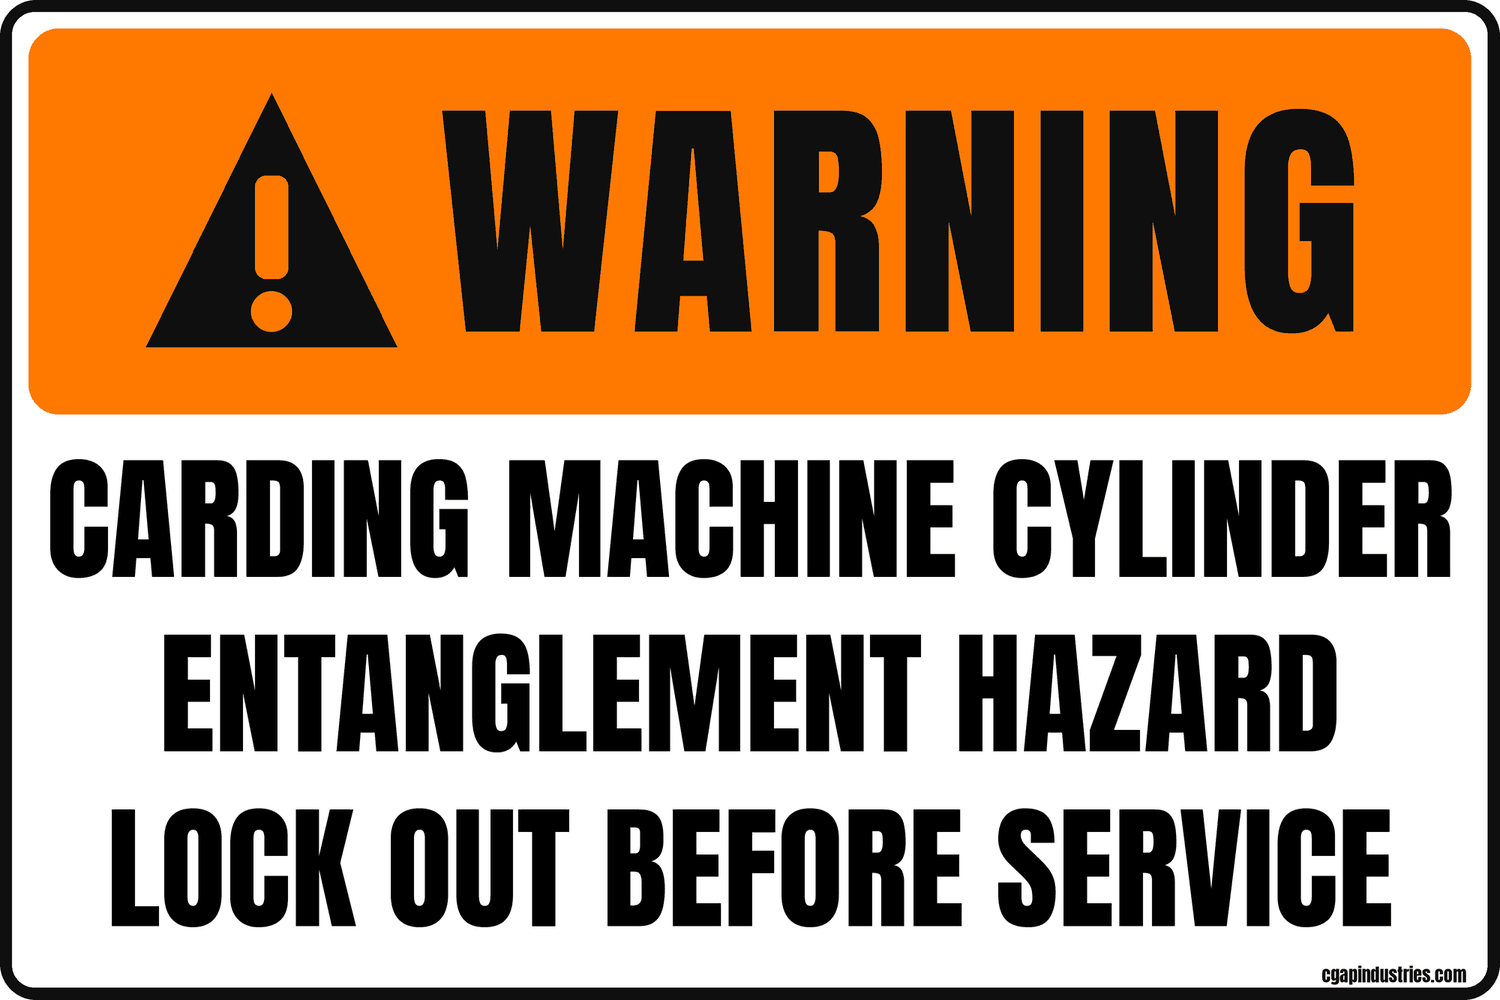 WARNING
CARDING MACHINE CYLINDER
ENTANGLEMENT HAZARD
LOCK OUT BEFORE SERVICE
cgapindustries.com